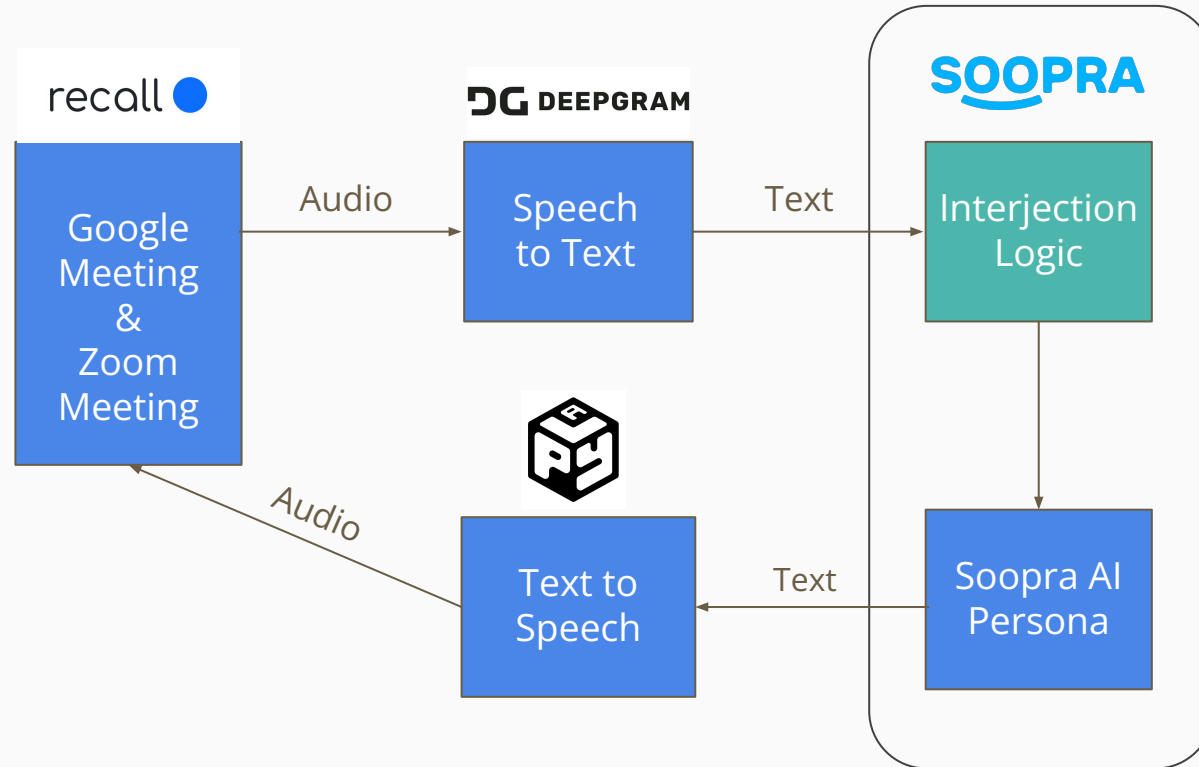 recall
DG DEEPGRAM
SOOPRA
Google
Meeting
&
Zoom
Meeting
Audio
Speech
to Text
Text
Interjection
Logic
Audio
PLAY
Text to
Speech
Text
Soopra AI
Persona